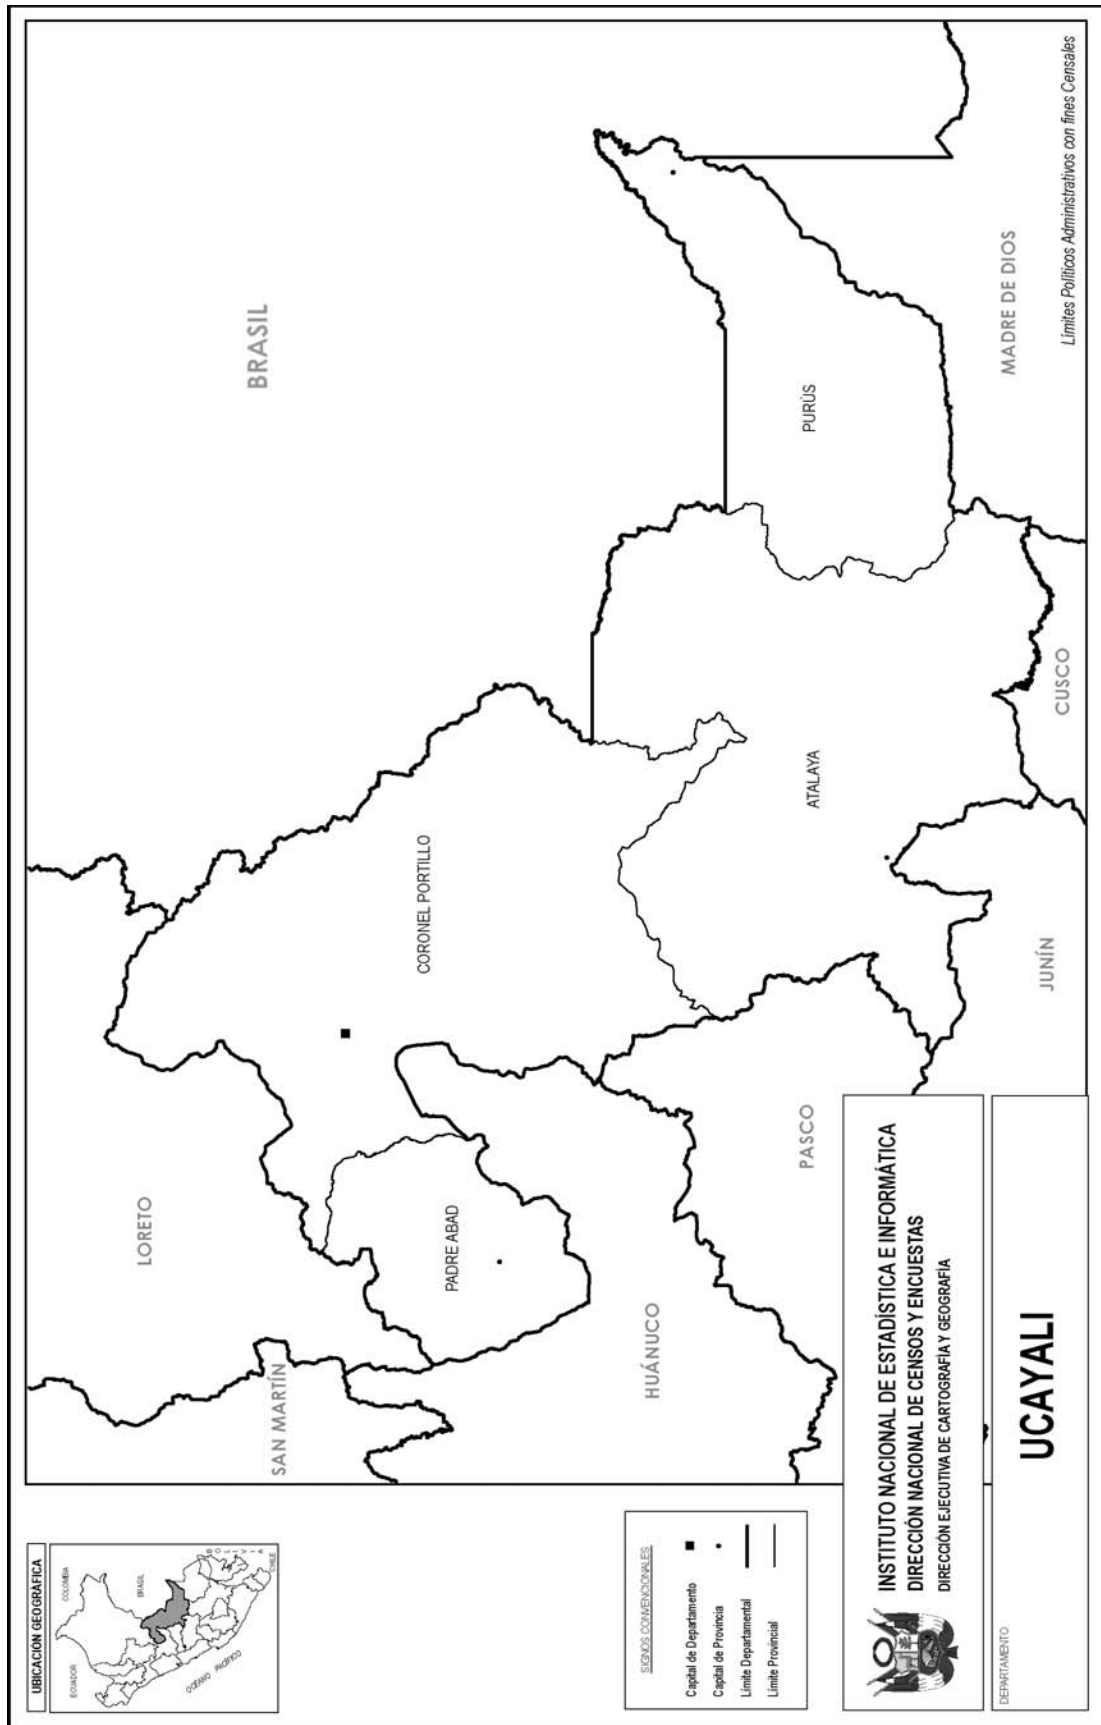 UBICACIÓN GEOGRÁFICA
COLOMBIA
ECUADOR
BRASIL
BOLIVIA
OCÉANO PACÍFICO
CHILE
BRASIL
LORETO
SAN MARTÍN
CORONEL PORTILLO
PADRE ABAD
HUÁNUCO
PURÚS
ATALAYA
PASCO
MADRE DE DIOS
CUSCO
JUNÍN
Límites Políticos Administrativos con fines Censales
SIGNOS CONVENCIONALES
Capital de Departamento
Capital de Provincia
Límite Departamental
Límite Provincial
INSTITUTO NACIONAL DE ESTADÍSTICA E INFORMÁTICA
DIRECCIÓN NACIONAL DE CENSOS Y ENCUESTAS
DIRECCIÓN EJECUTIVA DE CARTOGRAFÍA Y GEOGRAFÍA
DEPARTAMENTO
UCAYALI